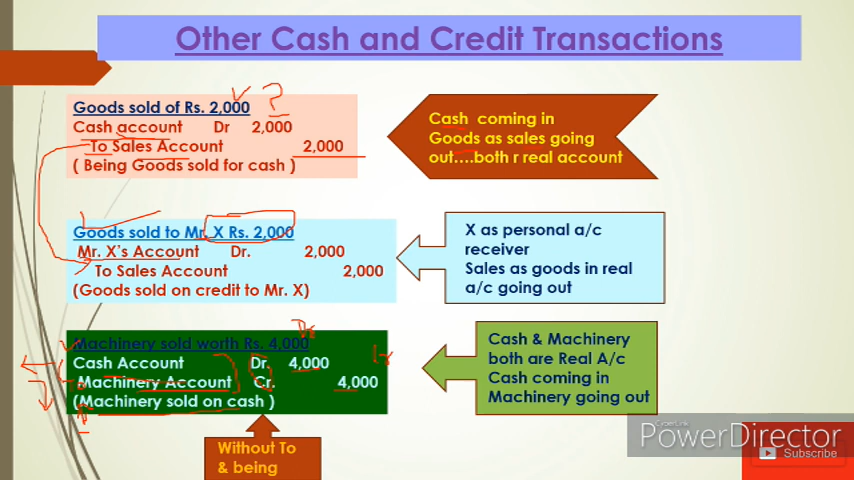 Other Cash and Credit Transactions
Goods sold of Rs. 2,000
?
Cash account Dr 2,000
To Sales Account 2,000
( Being Goods sold for cash )
Cash coming in
Goods as sales going
out....both r real account
Goods sold to Mr. X Rs. 2,000
Mr. X's Account Dr. 2,000
To Sales Account 2,000
(Goods sold on credit to Mr. X)
X as personal a/c
receiver
Sales as goods in real
a/c going out
Dr
Machinery sold worth Rs. 4,000
Cash Account Dr. 4,000
Machinery Account Cr. 4,000
(Machinery sold on cash )
Cash & Machinery
both are Real A/c
Cash coming in
Machinery going out
Without To
& being
CyberLink
PowerDirector
Subscribe